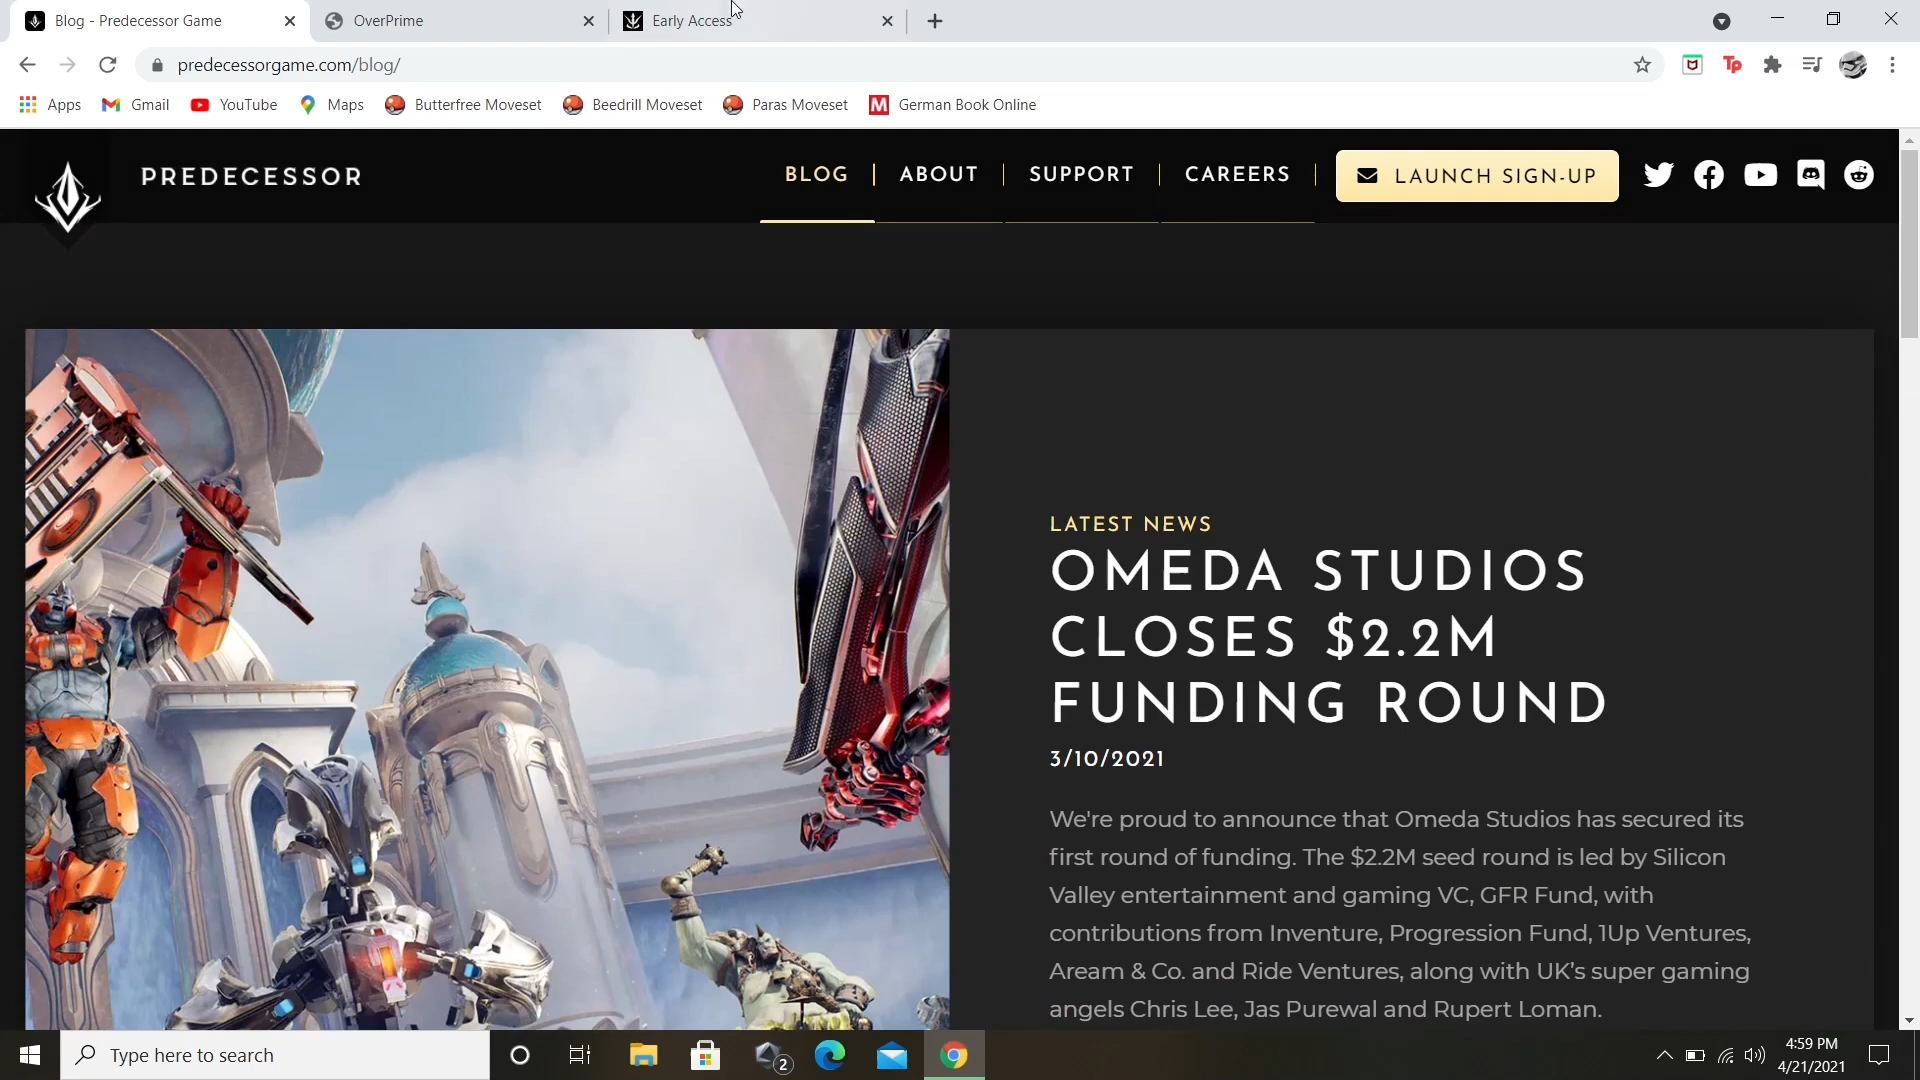 Blog - Predecessor Game
OverPrime
Early Access
predecessorgame.com/blog/
Apps
Gmail
YouTube
Maps
Butterfree Moveset
Beedrill Moveset
Paras Moveset
M German Book Online
PREDECESSOR
BLOG
ABOUT
SUPPORT
CAREERS
LAUNCH SIGN-UP
LATEST NEWS
OMEDA STUDIOS
CLOSES $2.2M
FUNDING ROUND
3/10/2021
We're proud to announce that Omeda Studios has secured its
first round of funding. The $2.2M seed round is led by Silicon
Valley entertainment and gaming VC, GFR Fund, with
contributions from Inventure, Progression Fund, 1Up Ventures,
Aream & Co. and Ride Ventures, along with UK’s super gaming
angels Chris Lee, Jas Purewal and Rupert Loman.
Type here to search
2
4:59 PM
4/21/2021